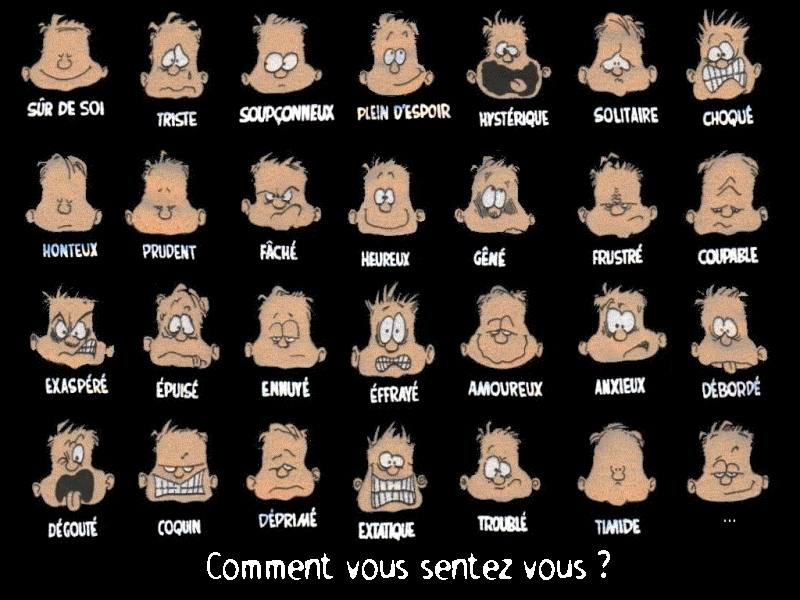 SÛR DE SOI TRISTE SOUPÇONNEUX PLEIN D'ESPOIR HYSTÉRIQUE SOLITAIRE CHOQUÉ
HONTEUX PRUDENT FÂCHÉ HEUREUX GÊNÉ FRUSTRÉ COUPABLE
EXASPÉRÉ ÉPUISÉ ENNUYÉ ÉFFRAYÉ AMOUREUX ANXIEUX DÉBORDÉ
DÉGOUTÉ COQUIN DÉPRIMÉ EXTATIQUE TROUBLÉ TIMIDE ...
Comment vous sentez vous ?